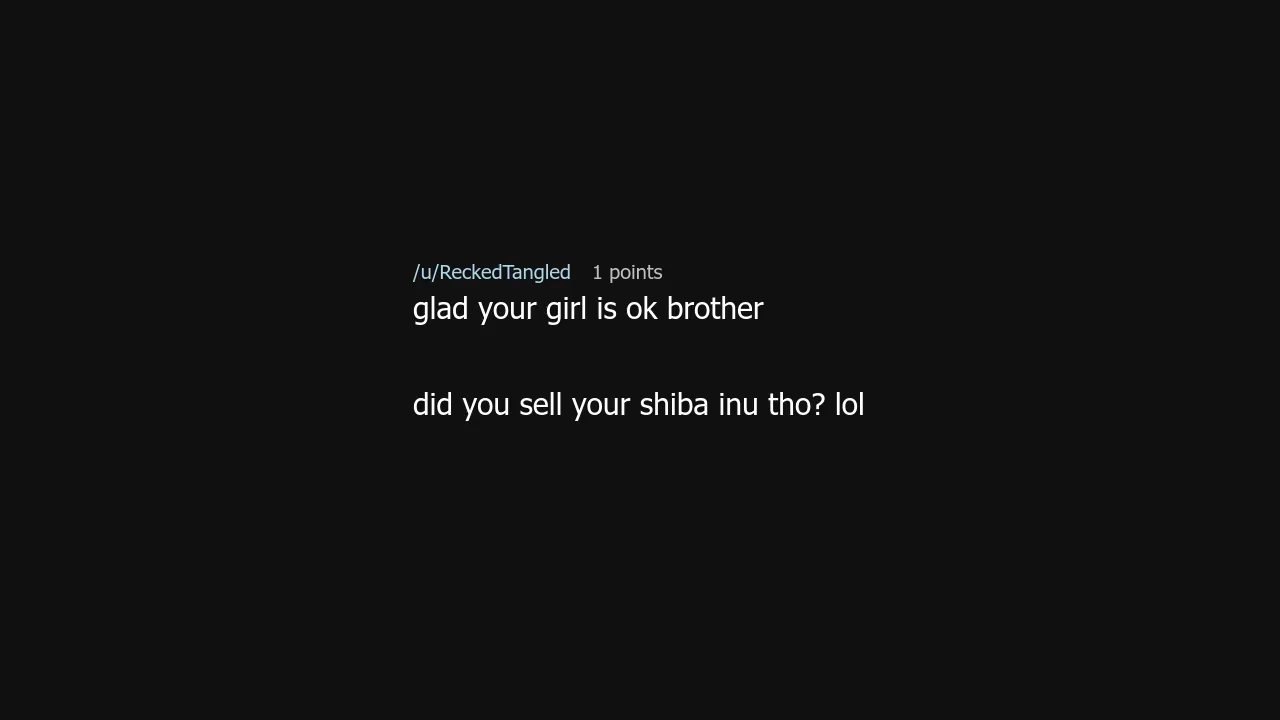 /u/ReckedTangled 1 points
glad your girl is ok brother
did you sell your shiba inu tho? lol